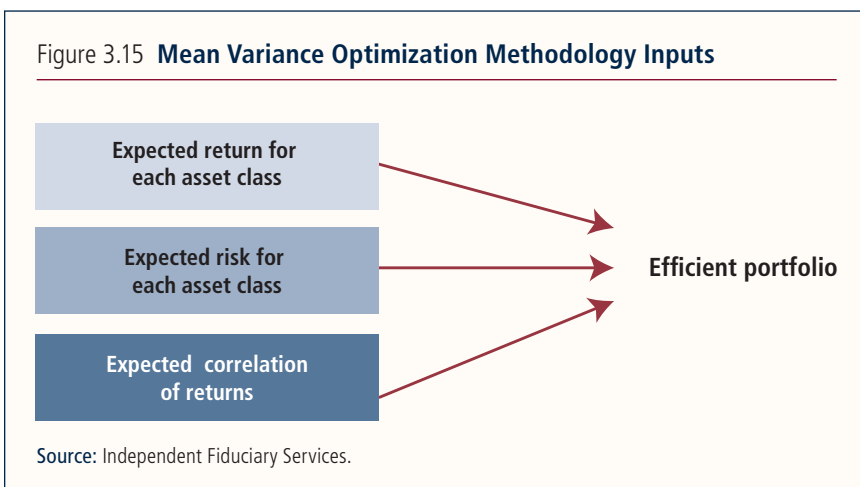 Figure 3.15 Mean Variance Optimization Methodology Inputs
Expected return for
each asset class
Expected risk for
each asset class
Expected correlation
of returns
Efficient portfolio
Source: Independent Fiduciary Services.